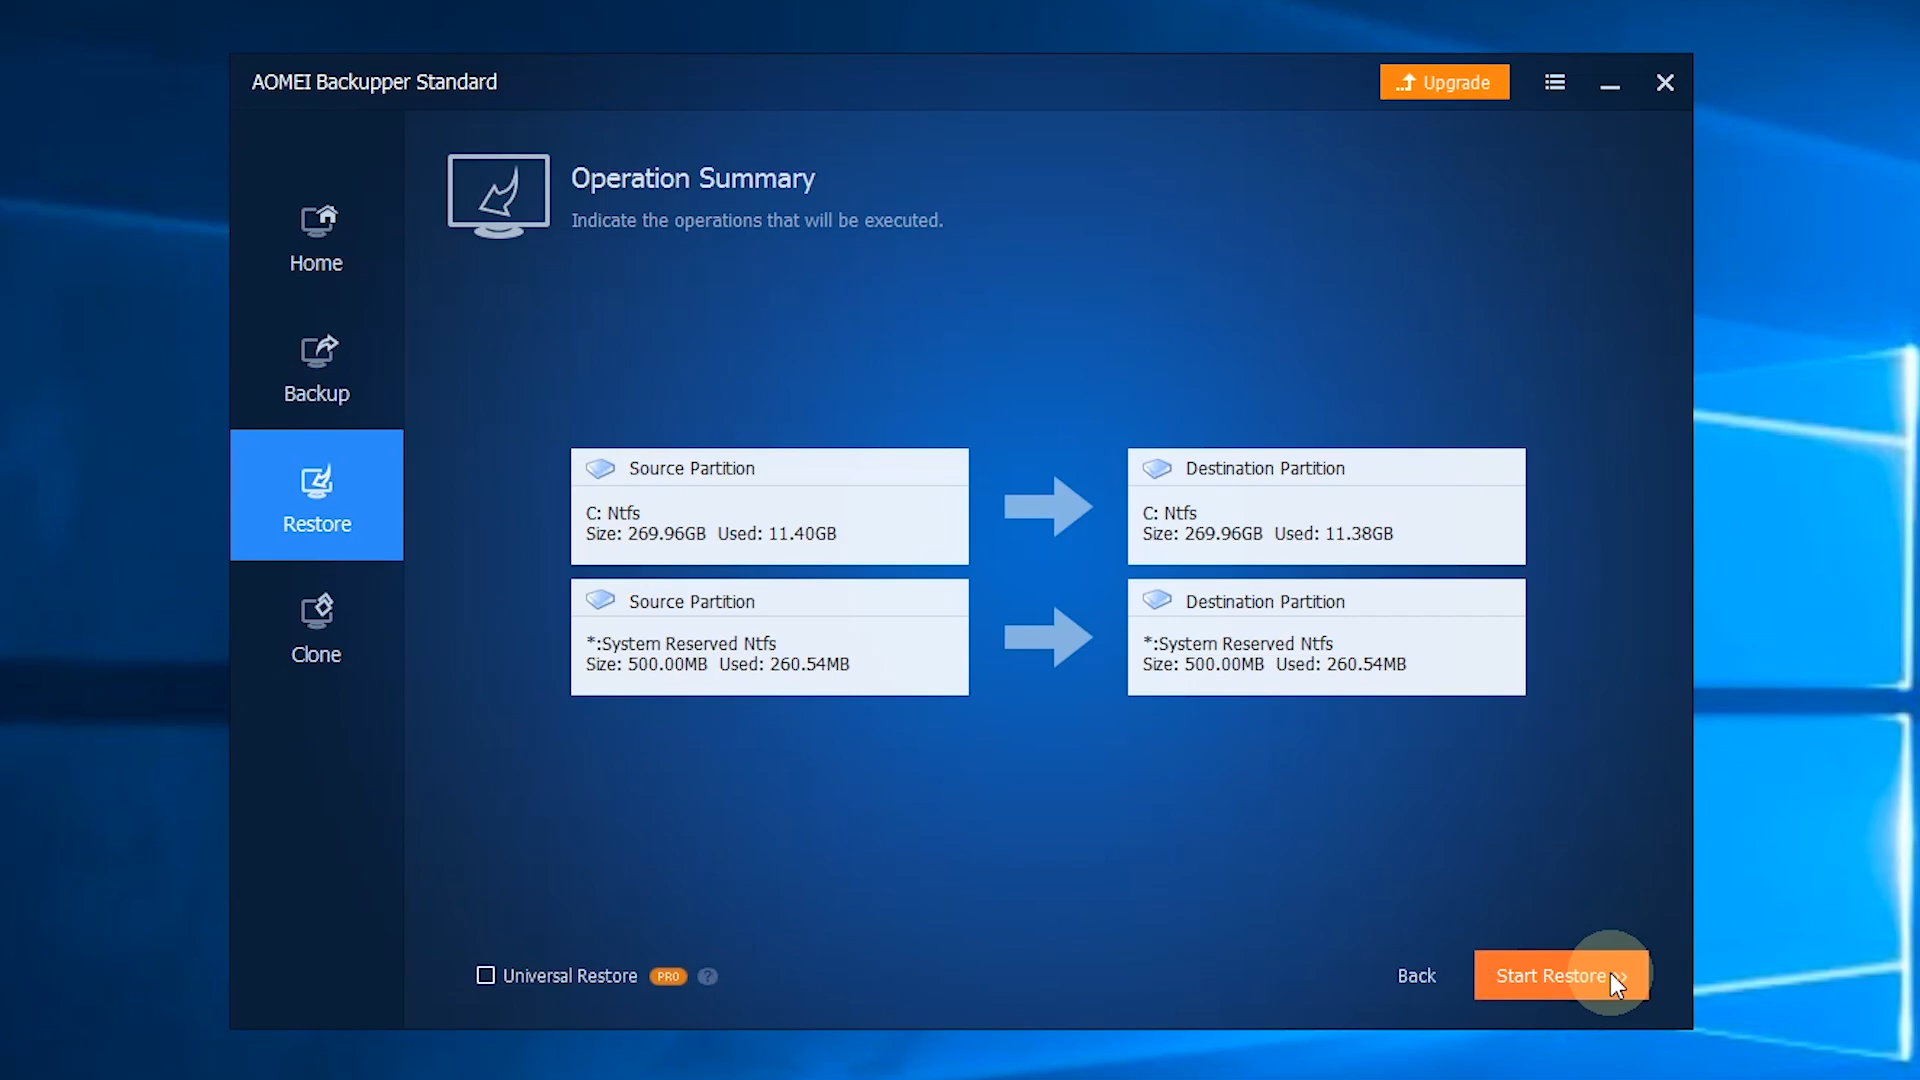 AOMEI Backupper Standard
Upgrade
Operation Summary
Indicate the operations that will be executed.
Home
Backup
Restore
Clone
Source Partition
C: Ntfs
Size: 269.96GB Used: 11.40GB
Destination Partition
C: Ntfs
Size: 269.96GB Used: 11.38GB
Source Partition
*:System Reserved Ntfs
Size: 500.00MB Used: 260.54MB
Destination Partition
*:System Reserved Ntfs
Size: 500.00MB Used: 260.54MB
Universal Restore PRO ?
Back
Start Restore >>